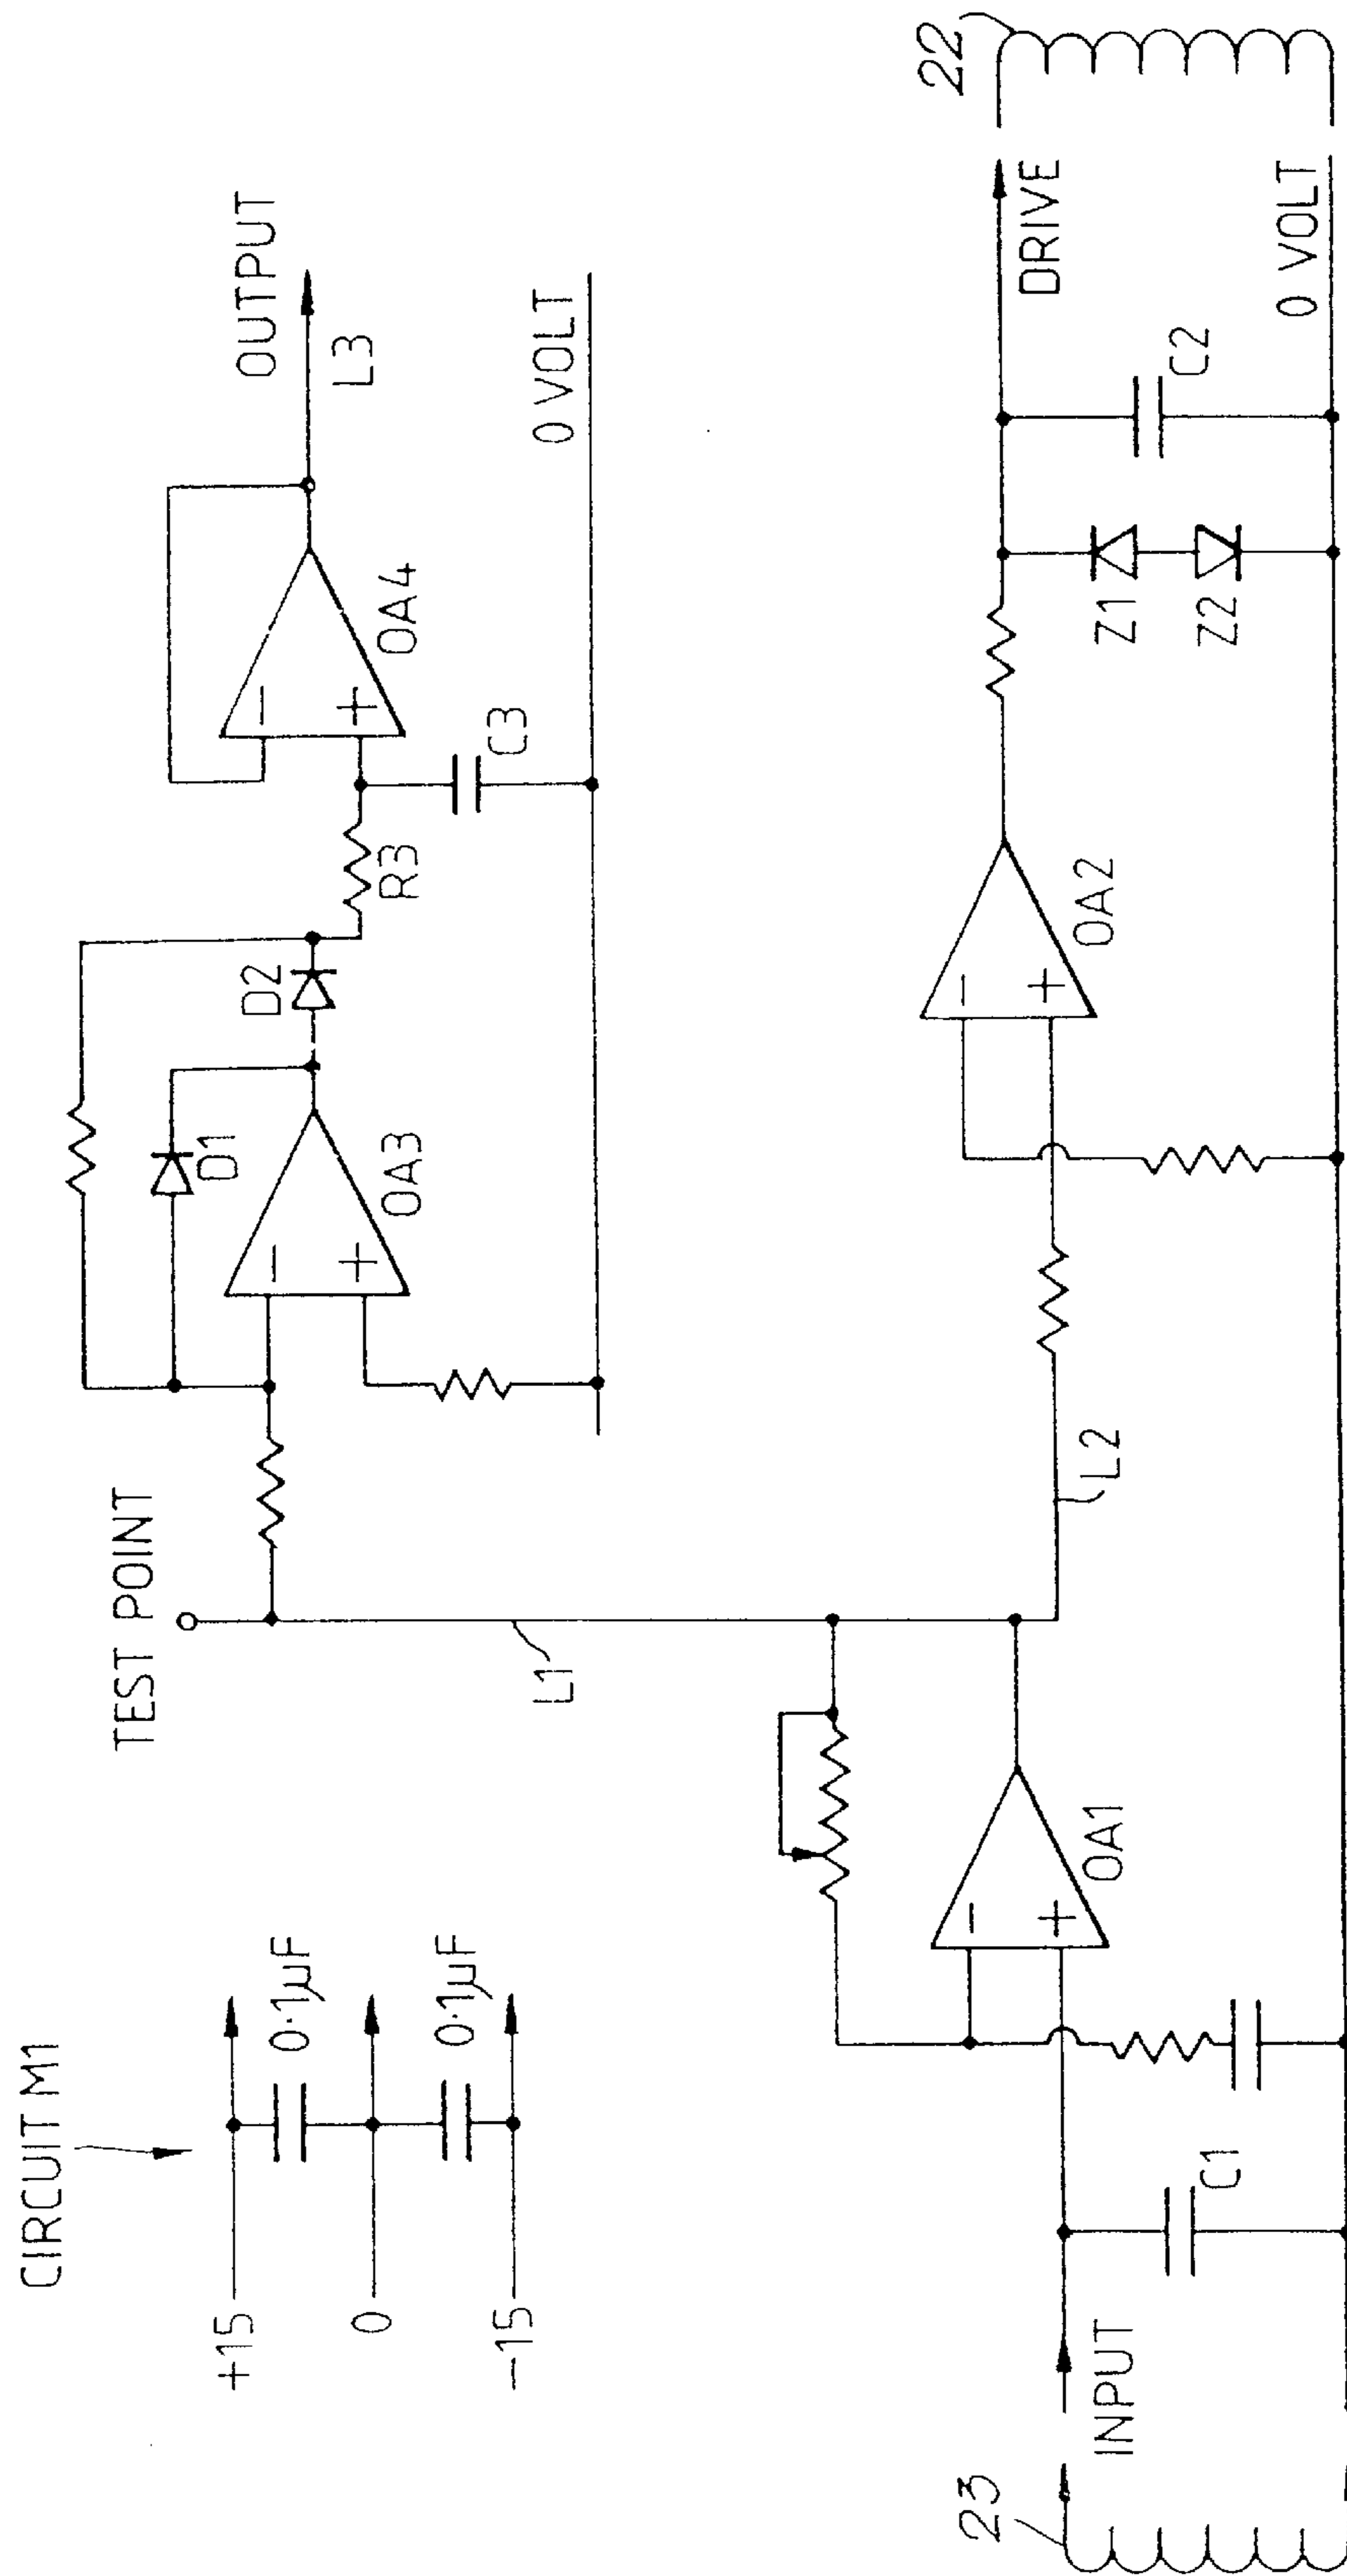 CIRCUIT M1
+15
0·1µF
0
0·1µF
−15
TEST POINT
L1
D1
D2
OA3
R3
C3
OA4
OUTPUT
L3
0 VOLT
23
INPUT
C1
OA1
L2
OA2
Z1
Z2
C2
DRIVE
0 VOLT
22
− +
− +
− +
− +